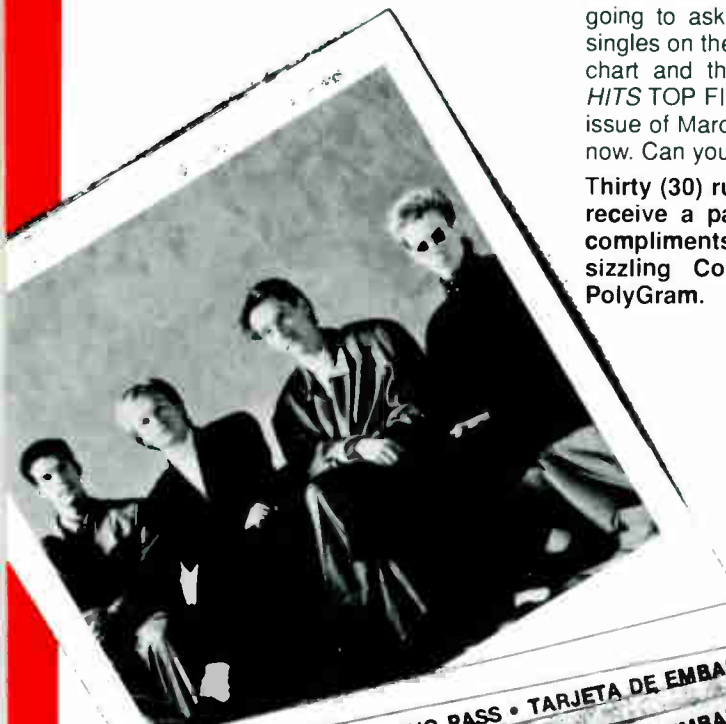 going to ask
singles on the
chart and th
HITS TOP FI
issue of Marc
now. Can you
Thirty (30) ru
receive a pa
compliments
sizzling Co
PolyGram.
PASS • TARJETA DE EMBA